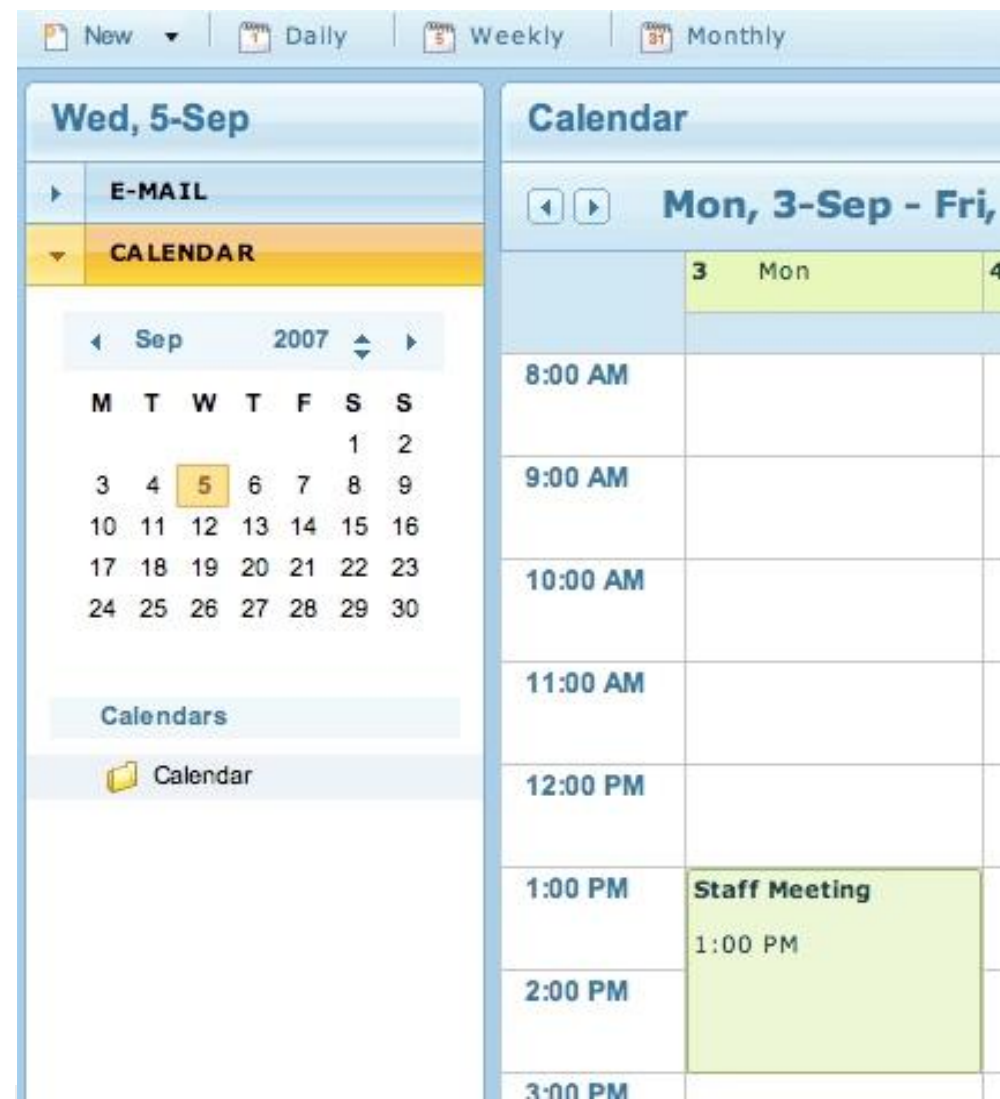 New Daily Weekly Monthly
Wed, 5-Sep
E-MAIL
CALENDAR
Sep 2007
M T W T F S S
1 2
3 4 5 6 7 8 9
10 11 12 13 14 15 16
17 18 19 20 21 22 23
24 25 26 27 28 29 30
Calendars
Calendar
Calendar
Mon, 3-Sep - Fri,
3 Mon 4
8:00 AM
9:00 AM
10:00 AM
11:00 AM
12:00 PM
1:00 PM Staff Meeting
1:00 PM
2:00 PM
3:00 PM